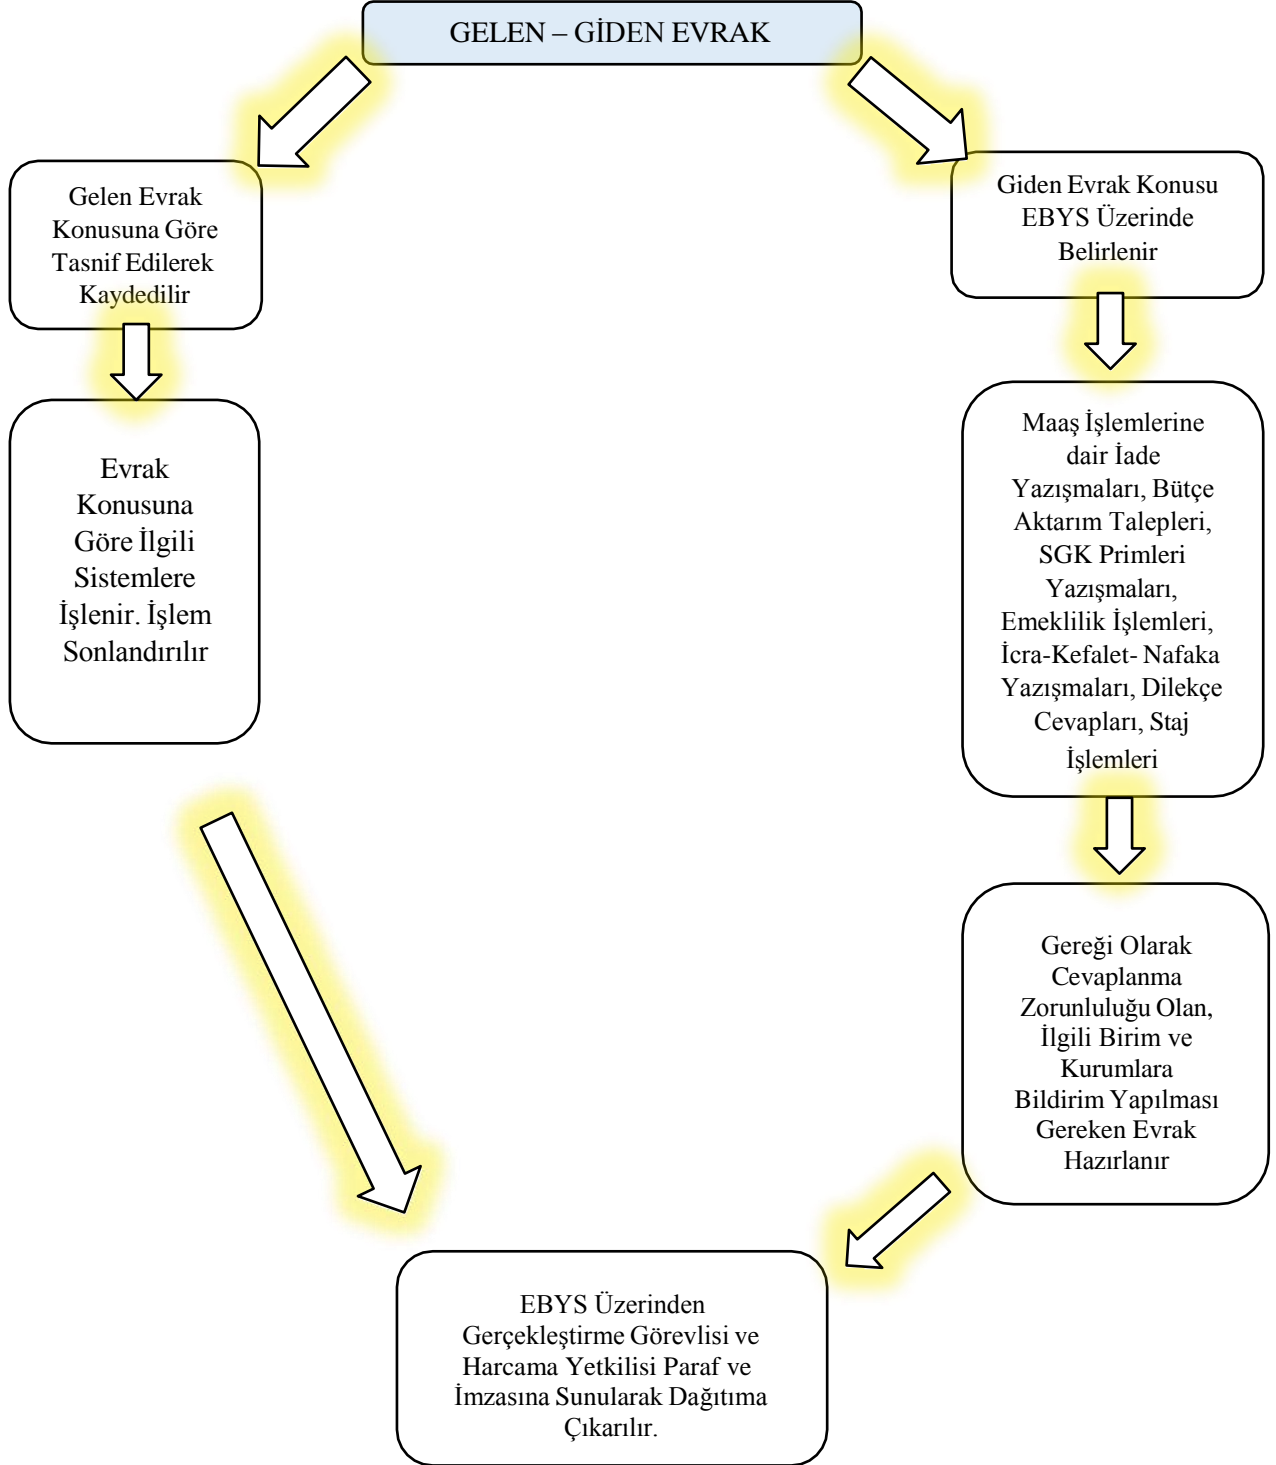 GELEN – GİDEN EVRAK
Gelen Evrak
Konusuna Göre
Tasnif Edilerek
Kaydedilir
Evrak
Konusuna
Göre İlgili
Sistemlere
İşlenir. İşlem
Sonlandırılır
Giden Evrak Konusu
EBYS Üzerinde
Belirlenir
Maaş İşlemlerine
dair İade
Yazışmaları, Bütçe
Aktarım Talepleri,
SGK Primleri
Yazışmaları,
Emeklilik İşlemleri,
İcra-Kefalet- Nafaka
Yazışmaları, Dilekçe
Cevapları, Staj
İşlemleri
Gereği Olarak
Cevaplanma
Zorunluluğu Olan,
İlgili Birim ve
Kurumlara
Bildirim Yapılması
Gereken Evrak
Hazırlanır
EBYS Üzerinden
Gerçekleştirme Görevlisi ve
Harcama Yetkilisi Paraf ve
İmzasına Sunularak Dağıtıma
Çıkarılır.